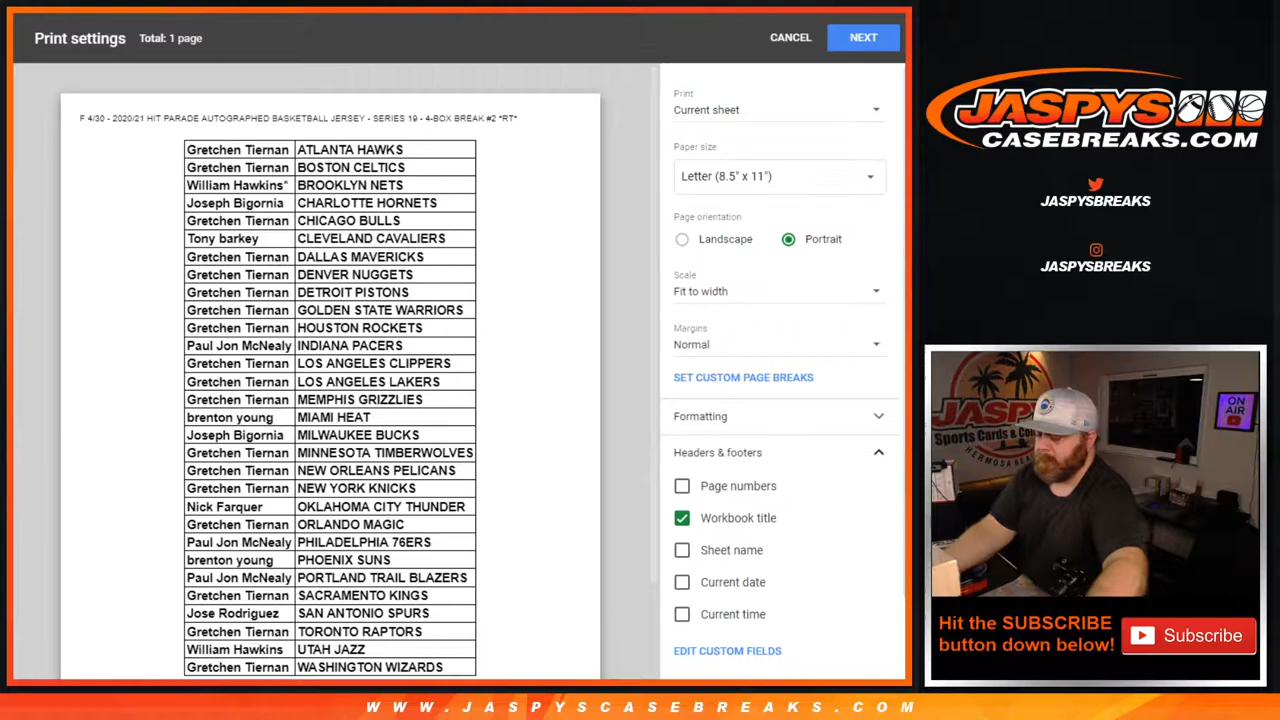 Print settings Total: 1 page
CANCEL NEXT
F 4/30 - 2020/21 HIT PARADE AUTOGRAPHED BASKETBALL JERSEY - SERIES 19 - 4-BOX BREAK #2 *RT*
Gretchen Tiernan ATLANTA HAWKS
Gretchen Tiernan BOSTON CELTICS
William Hawkins" BROOKLYN NETS
Joseph Bigornia CHARLOTTE HORNETS
Gretchen Tiernan CHICAGO BULLS
Tony barkey CLEVELAND CAVALIERS
Gretchen Tiernan DALLAS MAVERICKS
Gretchen Tiernan DENVER NUGGETS
Gretchen Tiernan DETROIT PISTONS
Gretchen Tiernan GOLDEN STATE WARRIORS
Gretchen Tiernan HOUSTON ROCKETS
Paul Jon McNealy INDIANA PACERS
Gretchen Tiernan LOS ANGELES CLIPPERS
Gretchen Tiernan LOS ANGELES LAKERS
Gretchen Tiernan MEMPHIS GRIZZLIES
brenton young MIAMI HEAT
Joseph Bigornia MILWAUKEE BUCKS
Gretchen Tiernan MINNESOTA TIMBERWOLVES
Gretchen Tiernan NEW ORLEANS PELICANS
Gretchen Tiernan NEW YORK KNICKS
Nick Farquer OKLAHOMA CITY THUNDER
Gretchen Tiernan ORLANDO MAGIC
Paul Jon McNealy PHILADELPHIA 76ERS
brenton young PHOENIX SUNS
Paul Jon McNealy PORTLAND TRAIL BLAZERS
Gretchen Tiernan SACRAMENTO KINGS
Jose Rodriguez SAN ANTONIO SPURS
Gretchen Tiernan TORONTO RAPTORS
William Hawkins UTAH JAZZ
Gretchen Tiernan WASHINGTON WIZARDS
Print
Current sheet
Paper size
Letter (8.5" x 11")
Page orientation
Landscape Portrait
Scale
Fit to width
Margins
Normal
SET CUSTOM PAGE BREAKS
Formatting
Headers & footers
Page numbers
Workbook title
Sheet name
Current date
Current time
EDIT CUSTOM FIELDS
JASPYS
CASEBREAKS.COM
JASPYSBREAKS
JASPYSBREAKS
JASPYS
Sports Cards &
HERMOSA BEA
ON
AIR
Hit the SUBSCRIBE
button down below!
Subscribe
WWW.JASPYSCASEBREAKS.COM